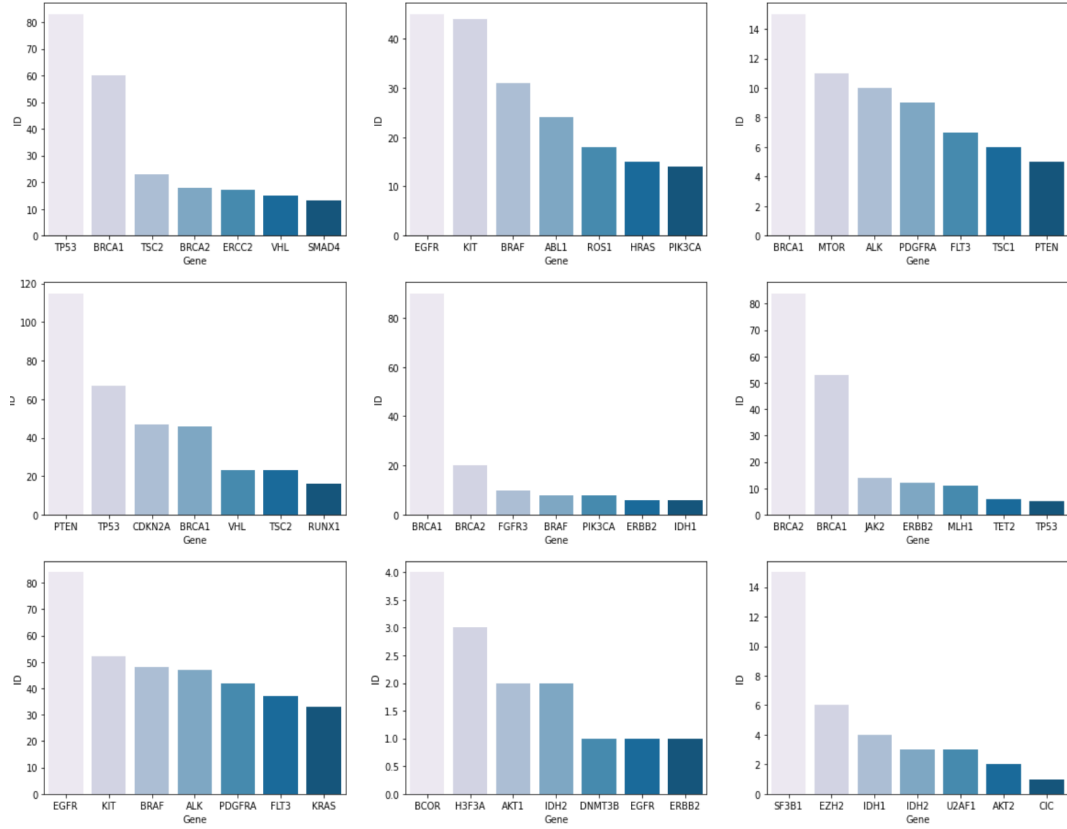 80
70
60
50
40
30
20
10
0
ID
TP53 BRCA1 TSC2 BRCA2 ERCC2 VHL SMAD4
Gene
40
30
20
10
0
ID
EGFR KIT BRAF ABL1 ROS1 HRAS PIK3CA
Gene
14
12
10
8
6
4
2
0
ID
BRCA1 MTOR ALK PDGFRA FLT3 TSC1 PTEN
Gene
120
100
80
60
40
20
0
ID
PTEN TP53 CDKN2A BRCA1 VHL TSC2 RUNX1
Gene
80
60
40
20
0
ID
BRCA1 BRCA2 FGFR3 BRAF PIK3CA ERBB2 IDH1
Gene
80
70
60
50
40
30
20
10
0
ID
BRCA2 BRCA1 JAK2 ERBB2 MLH1 TET2 TP53
Gene
80
70
60
50
40
30
20
10
0
ID
EGFR KIT BRAF ALK PDGFRA FLT3 KRAS
Gene
4.0
3.5
3.0
2.5
2.0
1.5
1.0
0.5
0.0
ID
BCOR H3F3A AKT1 IDH2 DNMT3B EGFR ERBB2
Gene
14
12
10
8
6
4
2
0
ID
SF3B1 EZH2 IDH1 IDH2 U2AF1 AKT2 CIC
Gene